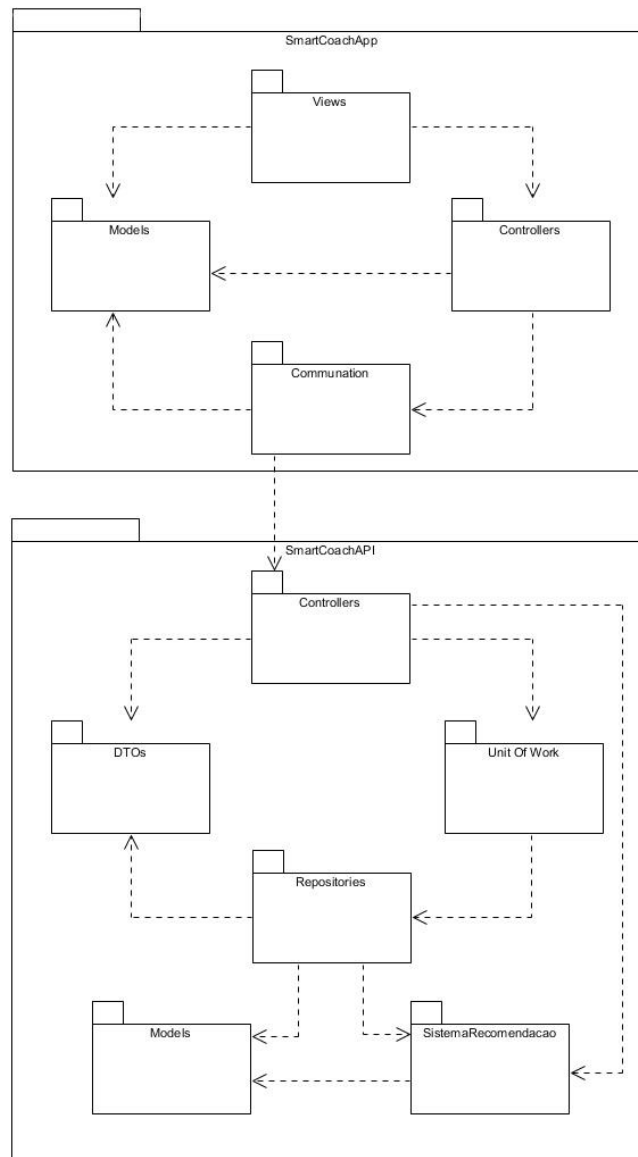 SmartCoachApp
Views
Models
Controllers
Communation
SmartCoachAPI
Controllers
DTOs
Unit Of Work
Repositories
Models
SistemaRecomendacao